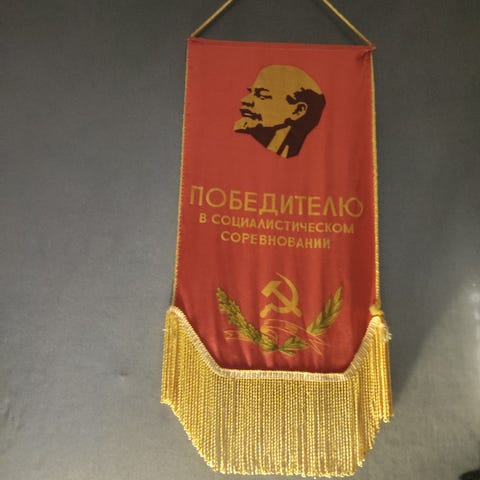 ПОБЕДИТЕЛЮ
В СОЦИАЛИСТИЧЕСКОМ
СОРЕВНОВАНИИ